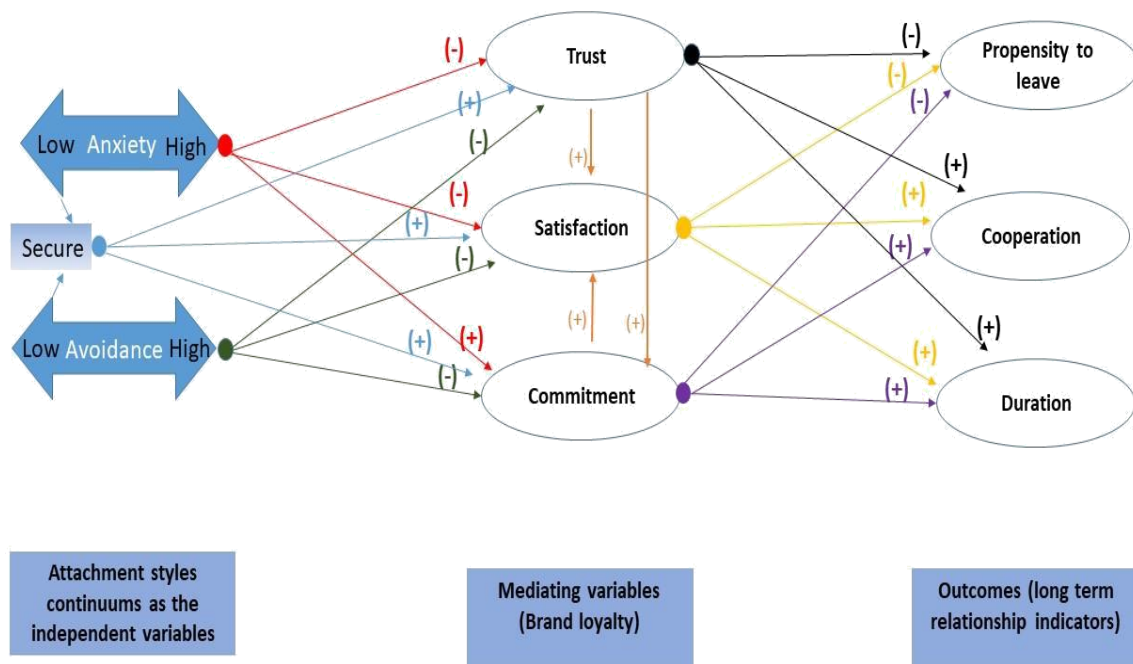 (-)
Trust
(-)
Propensity to
leave
(-)
(+)
(-)
Low Anxiety High
(-)
(+)
(+)
(-)
(+)
Secure
(+)
Satisfaction
(+)
Cooperation
(-)
(+)
(+)
(+)
(+)
Low Avoidance High
(+)
(+)
(+)
(-)
Commitment
(+)
Duration
Attachment styles
continuums as the
independent variables
Mediating variables
(Brand loyalty)
Outcomes (long term
relationship indicators)